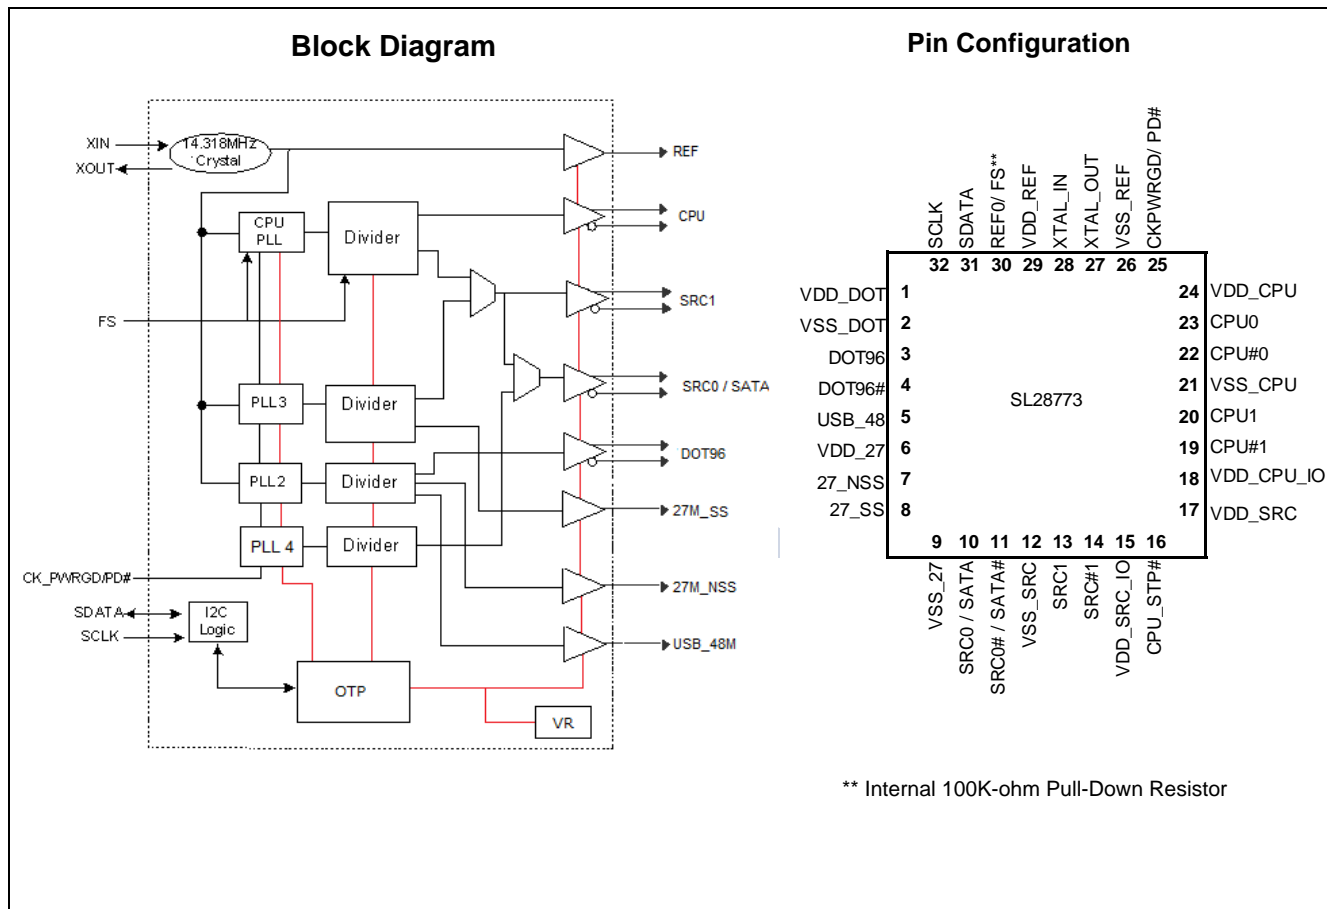 Block Diagram
Pin Configuration
XIN
XOUT
14.318MHz
Crystal
REF
CPU
PLL
Divider
CPU
SRC1
FS
SRC0 / SATA
PLL3
Divider
DOT96
PLL2
Divider
27M_SS
PLL 4
Divider
CK_PWRGD/PD#
27M_NSS
SDATA
SCLK
I2C
Logic
USB_48M
OTP
VR
SCLK
SDATA
REF0/ FS**
VDD_REF
XTAL_IN
XTAL_OUT
VSS_REF
CKPWRGD/ PD#
32 31 30 29 28 27 26 25
VDD_DOT 1
VSS_DOT 2
DOT96 3
DOT96# 4
USB_48 5
VDD_27 6
27_NSS 7
27_SS 8
SL28773
24 VDD_CPU
23 CPU0
22 CPU#0
21 VSS_CPU
20 CPU1
19 CPU#1
18 VDD_CPU_IO
17 VDD_SRC
9 10 11 12 13 14 15 16
VSS_27
SRC0 / SATA
SRC0# / SATA#
VSS_SRC
SRC1
SRC#1
VDD_SRC_IO
CPU_STP#
** Internal 100K-ohm Pull-Down Resistor